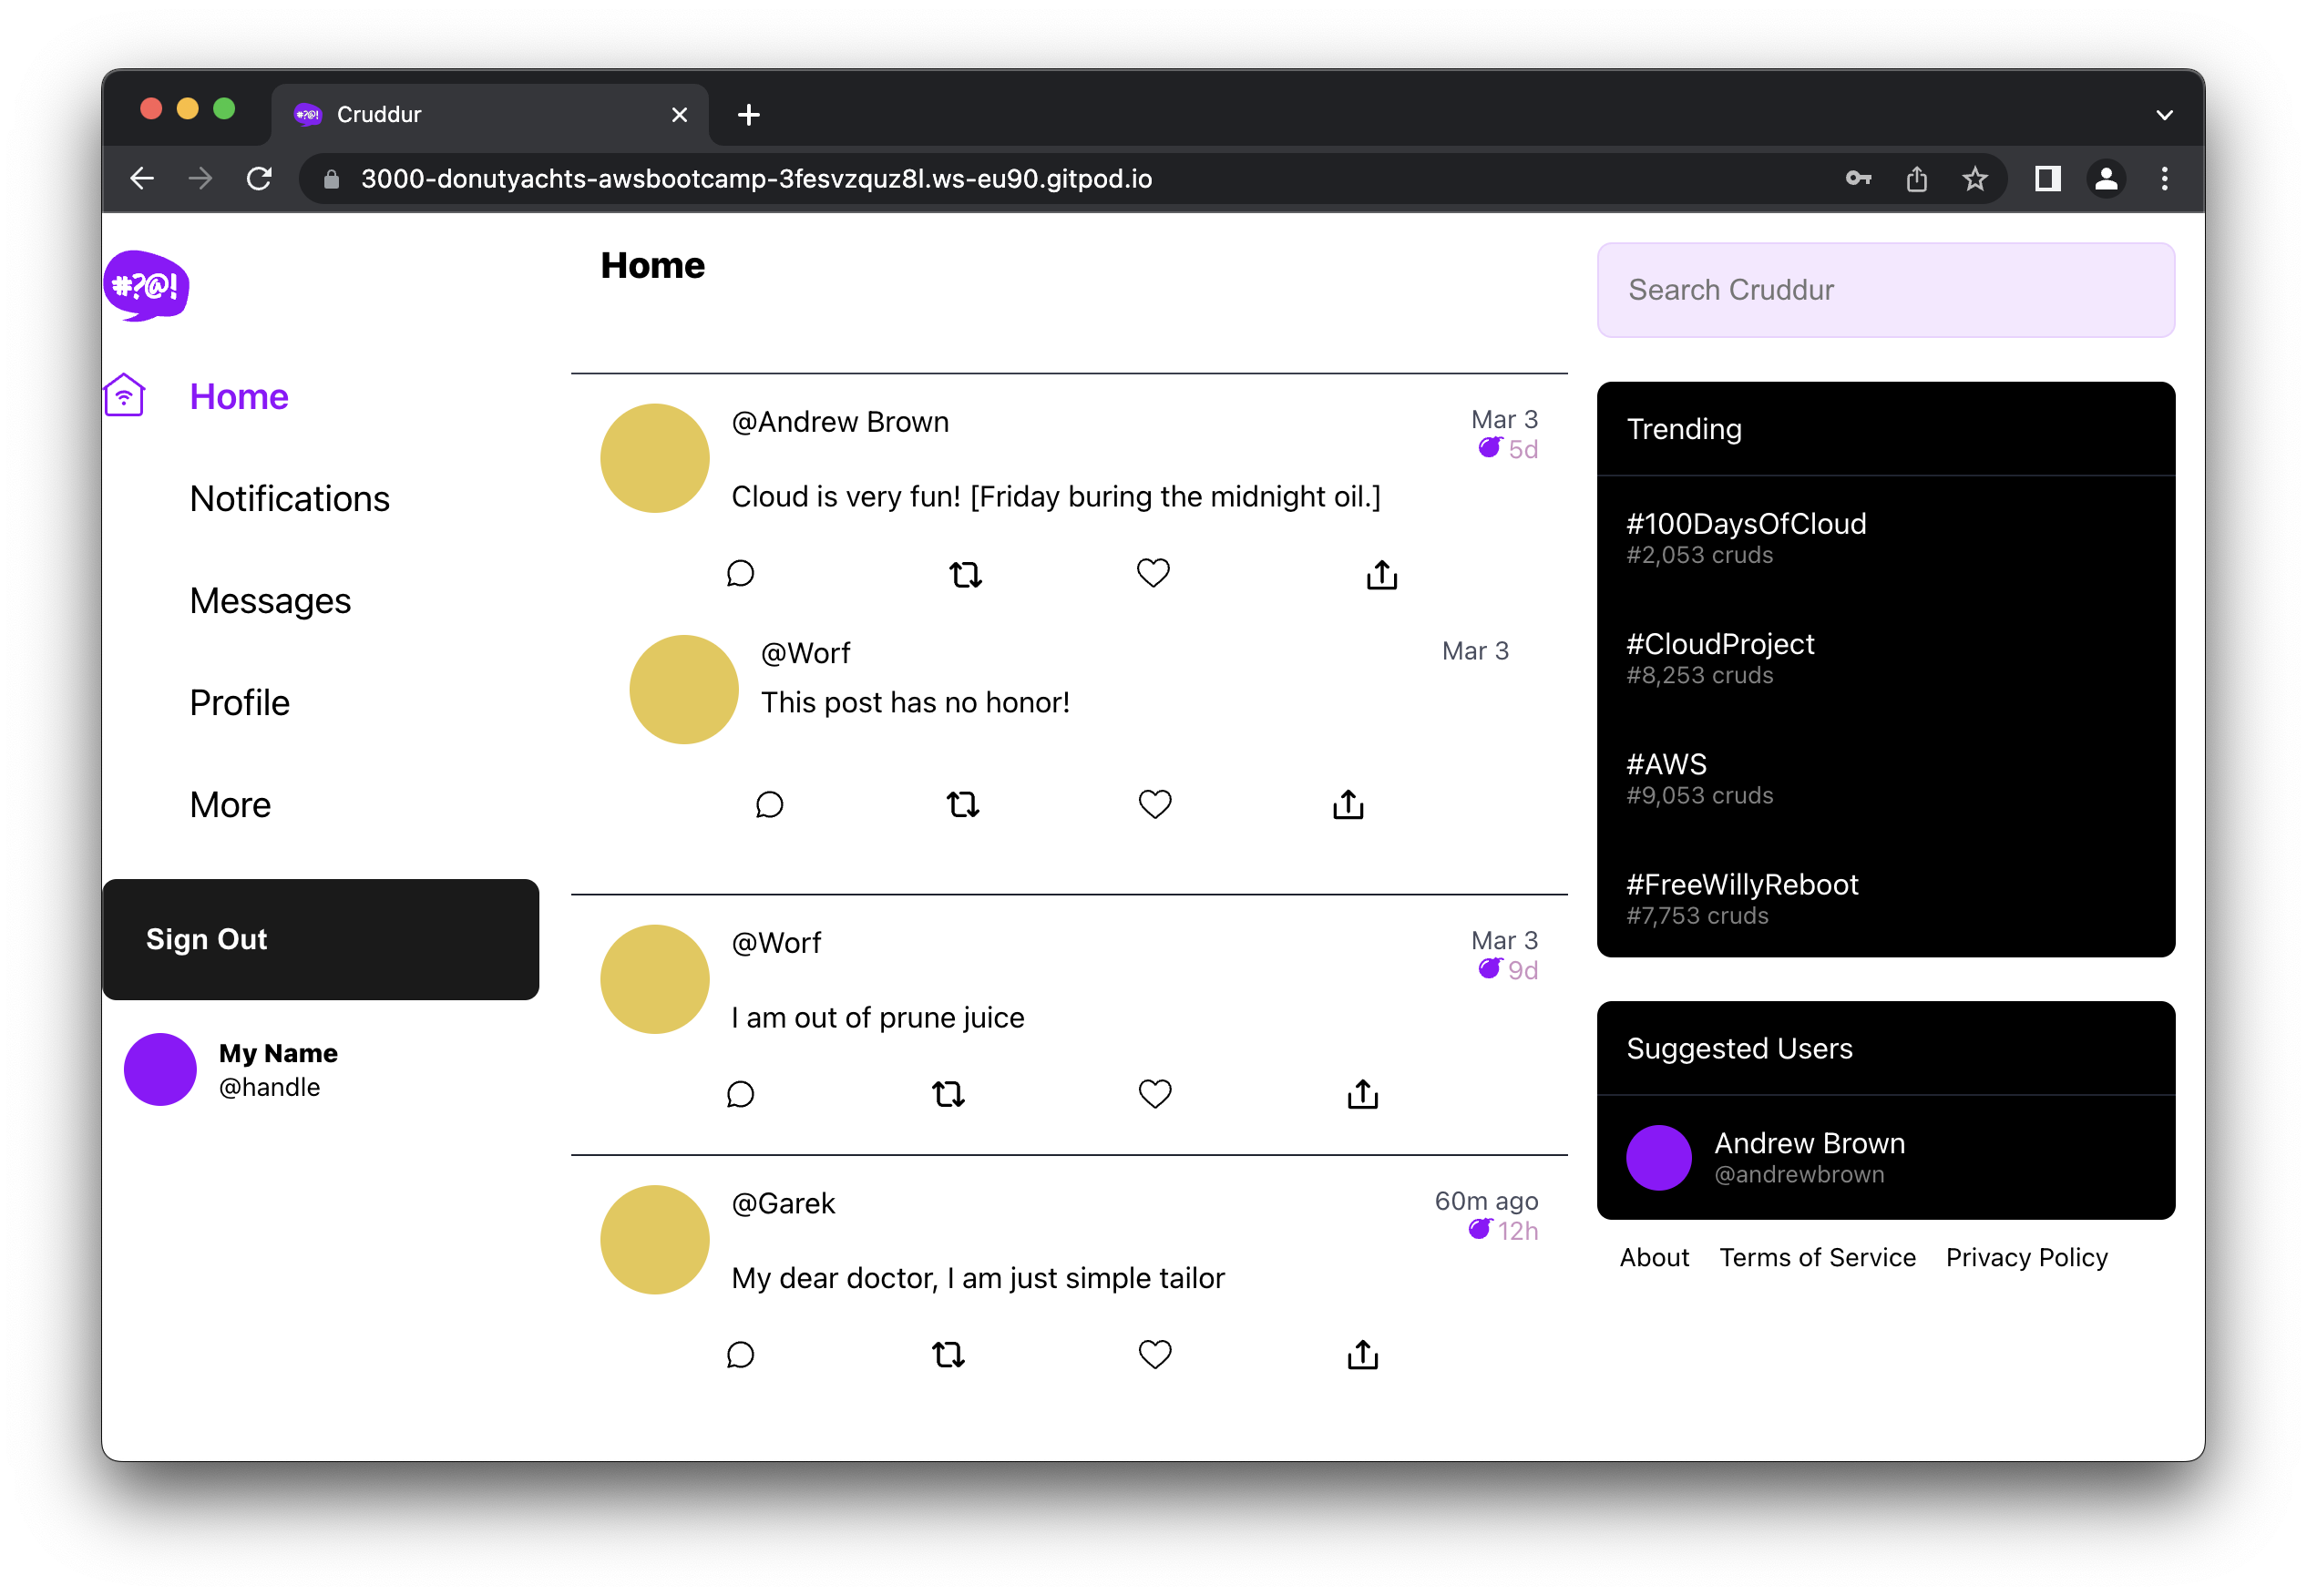 Cruddur
3000-donutyachts-awsbootcamp-3fesvzquz8l.ws-eu90.gitpod.io
#?@!
Home
Notifications
Messages
Profile
More
Sign Out
My Name
@handle
Home
@Andrew Brown
Mar 3
5d
Cloud is very fun! [Friday buring the midnight oil.]
@Worf
Mar 3
This post has no honor!
@Worf
Mar 3
9d
I am out of prune juice
@Garek
60m ago
12h
My dear doctor, I am just simple tailor
Search Cruddur
Trending
#100DaysOfCloud
#2,053 cruds
#CloudProject
#8,253 cruds
#AWS
#9,053 cruds
#FreeWillyReboot
#7,753 cruds
Suggested Users
Andrew Brown
@andrewbrown
About Terms of Service Privacy Policy